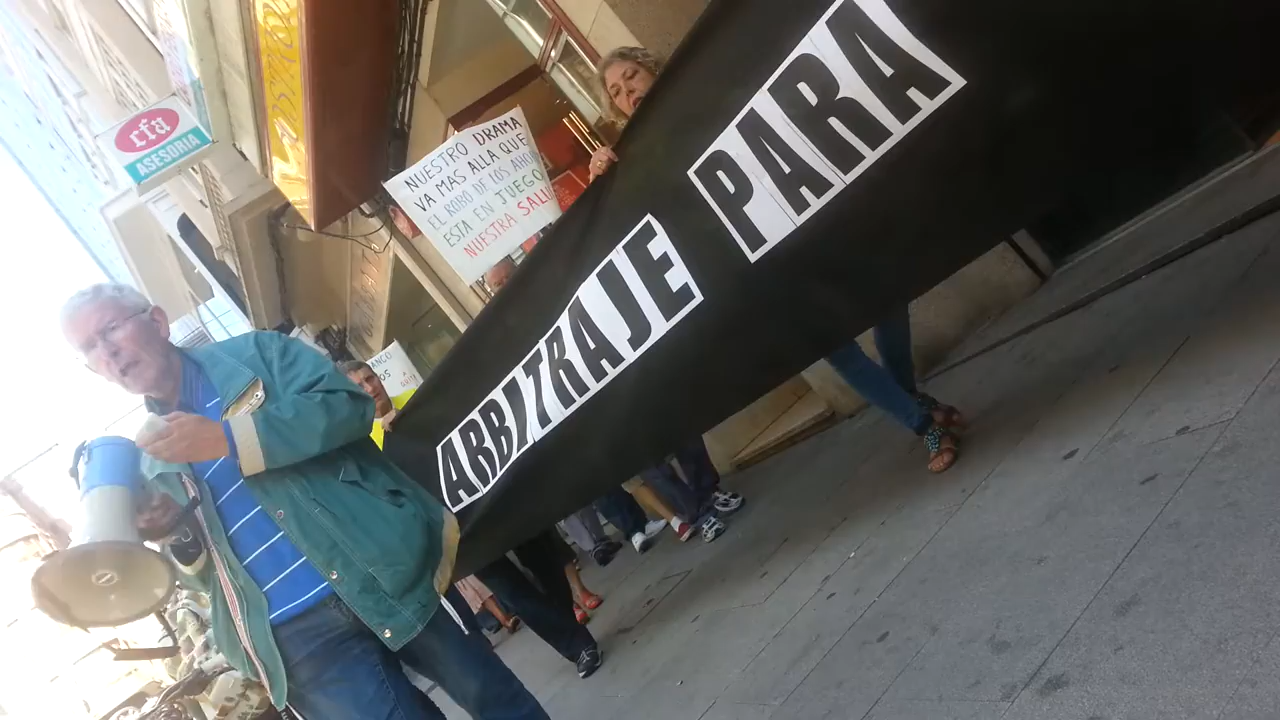 cfa
ASESORIA
NUESTRO DRAMA
VA MAS ALLA QUE
EL ROBO DE LOS AHO
ESTA EN JUEGO
NUESTRA SALU
ARBITRAJE PARA